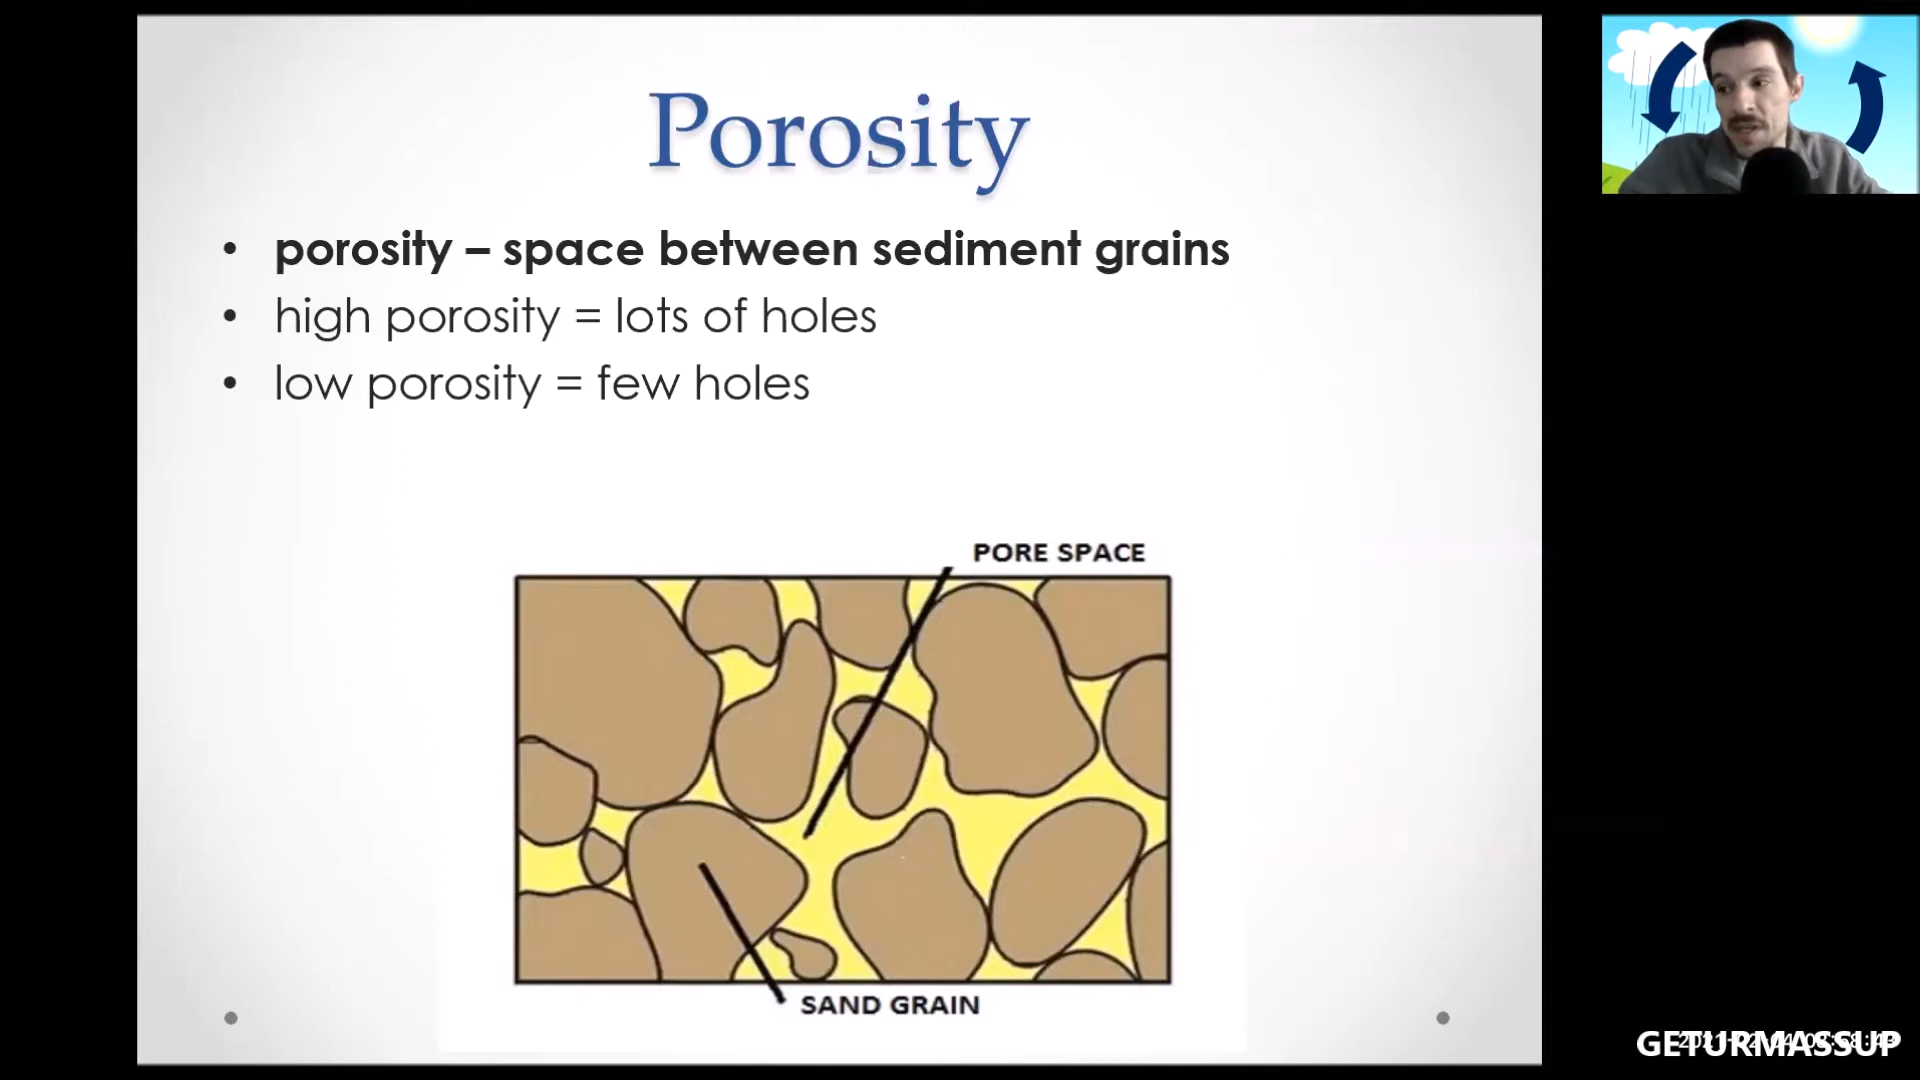 Porosity
• porosity – space between sediment grains
• high porosity = lots of holes
• low porosity = few holes
PORE SPACE
SAND GRAIN
GETURMASSUP